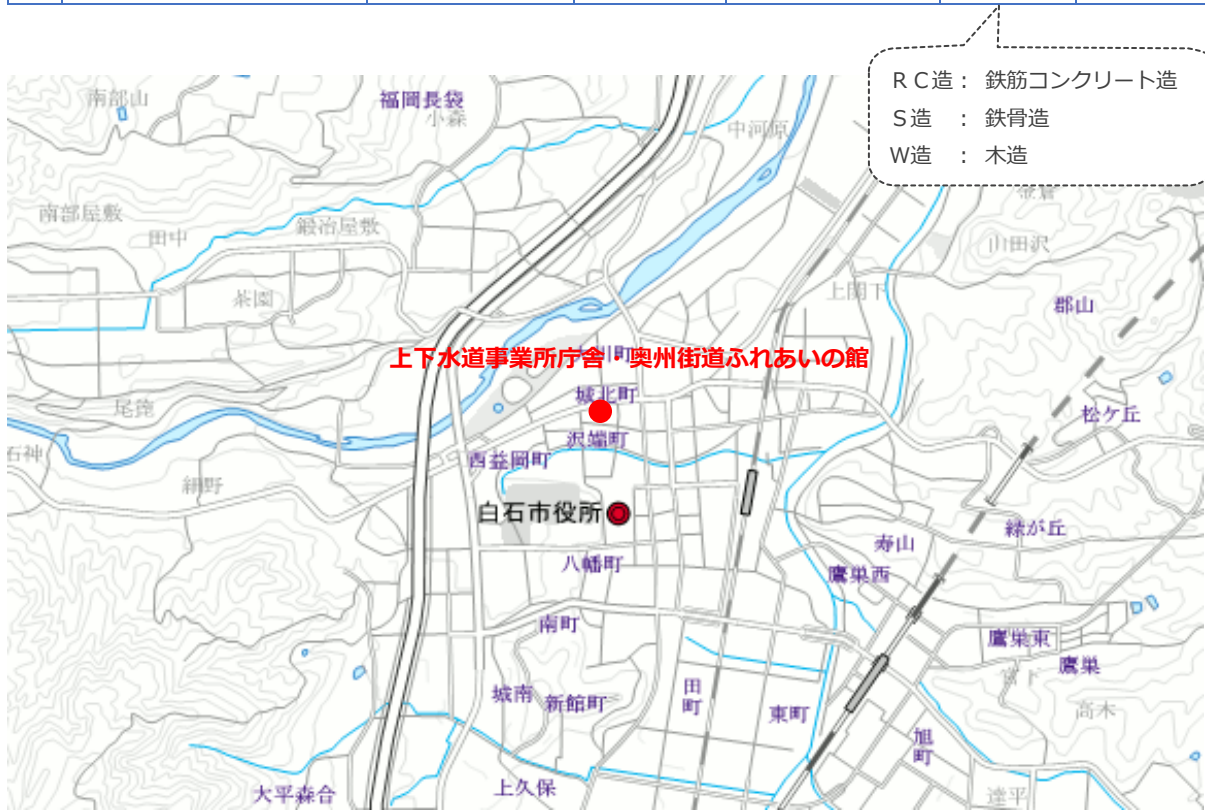 ＲＣ造： 鉄筋コンクリート造
Ｓ造 ： 鉄骨造
W造 ： 木造
南部山
福岡長袋
小森
中河原
南部屋敷
田中
鍛冶屋敷
山田沢
茶園
上関下
郡山
上下水道事業所庁舎・奥州街道ふれあいの館
尾箆
城北町
松ケ丘
沢端町
石神
西益岡町
白石市役所
緑が丘
寿山
八幡町
鷹巣西
南町
鷹巣東
鷹巣
城南
新館町
田町
東町
高木
旭町
大平森合
上久保
達平